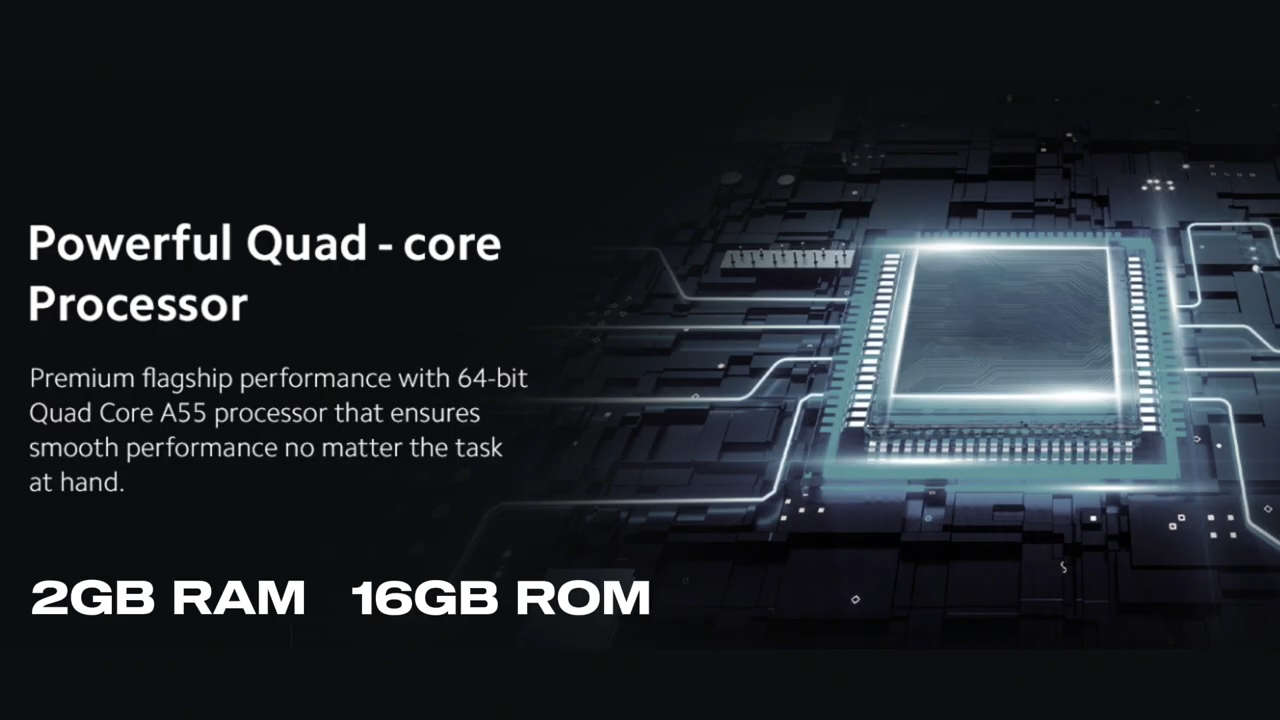 Powerful Quad - core
Processor
Premium flagship performance with 64-bit
Quad Core A55 processor that ensures
smooth performance no matter the task
at hand.
2GB RAM 16GB ROM